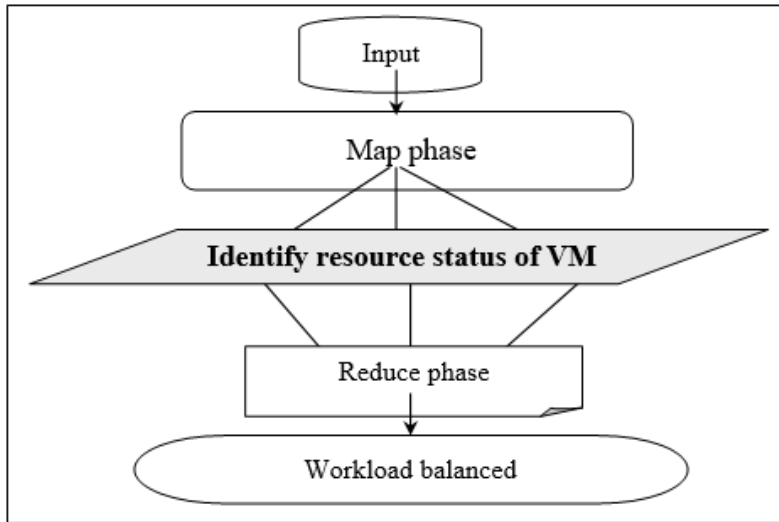 Input
Map phase
Identify resource status of VM
Reduce phase
Workload balanced